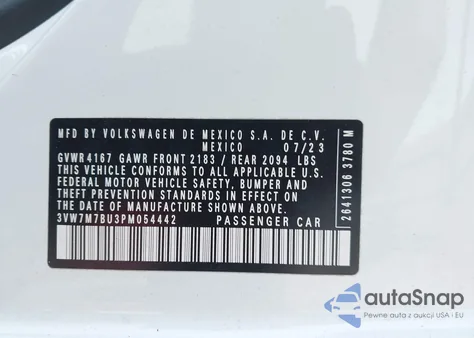 MFD BY VOLKSWAGEN DE MEXICO S.A. DE C.V.
MEXICO 07/23
GVWR 4167 GAWR FRONT 2183 / REAR 2094 LBS
THIS VEHICLE CONFORMS TO ALL APPLICABLE U.S.
FEDERAL MOTOR VEHICLE SAFETY, BUMPER AND
THEFT PREVENTION STANDARDS IN EFFECT ON
THE DATE OF MANUFACTURE SHOWN ABOVE
3VW7M7BU3PM054442 PASSENGER CAR
2641306 3780 M
autoSnap
Pewne auta z aukcji USA i EU